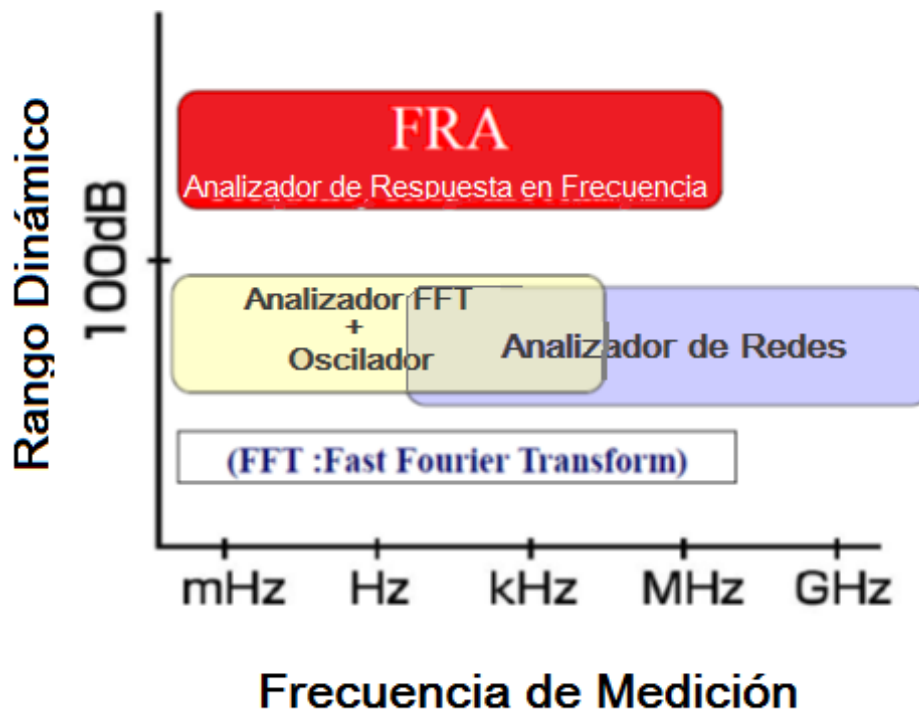 Rango Dinámico
100dB
FRA
Analizador de Respuesta en Frecuencia
Analizador FFT
+
Oscilador
Analizador de Redes
(FFT :Fast Fourier Transform)
mHz Hz kHz MHz GHz
Frecuencia de Medición